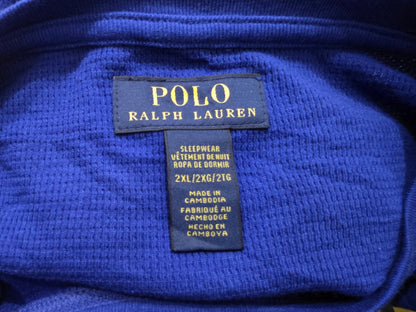 POLO
RALPH LAUREN
SLEEPWEAR
VÊTEMENT DE NUIT
ROPA DE DORMIR
2XL/2XG/2TG
MADE IN
CAMBODIA
FABRIQUÉ AU
CAMBODGE
HECHO EN
CAMBOYA